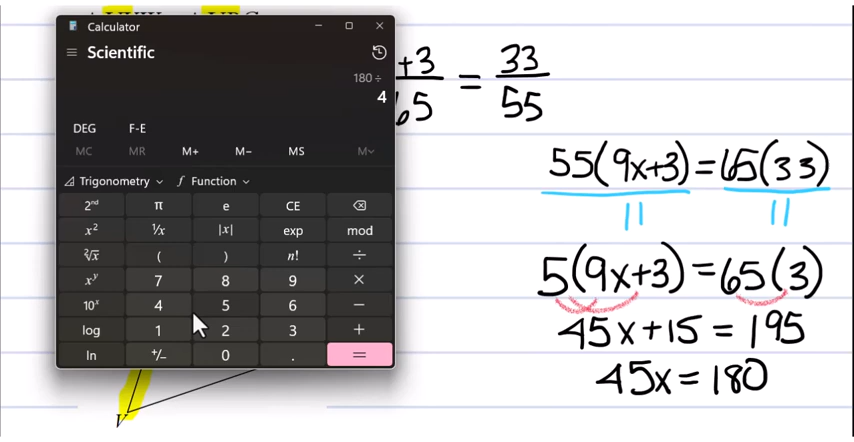 Calculator
Scientific
180 ÷
4
DEG F-E
MC MR M+ M− MS M
Trigonometry f Function
2ⁿᵈ π e CE
x² ¹/x |x| exp mod
²√x ( ) n! ÷
xʸ 7 8 9 ×
10ˣ 4 5 6 −
log 1 2 3 +
ln +/− 0 . =
+3/65 = 33/55
55(9x+3)=65(33)
11 11
5(9x+3)=65(3)
45x+15=195
45x=180
V